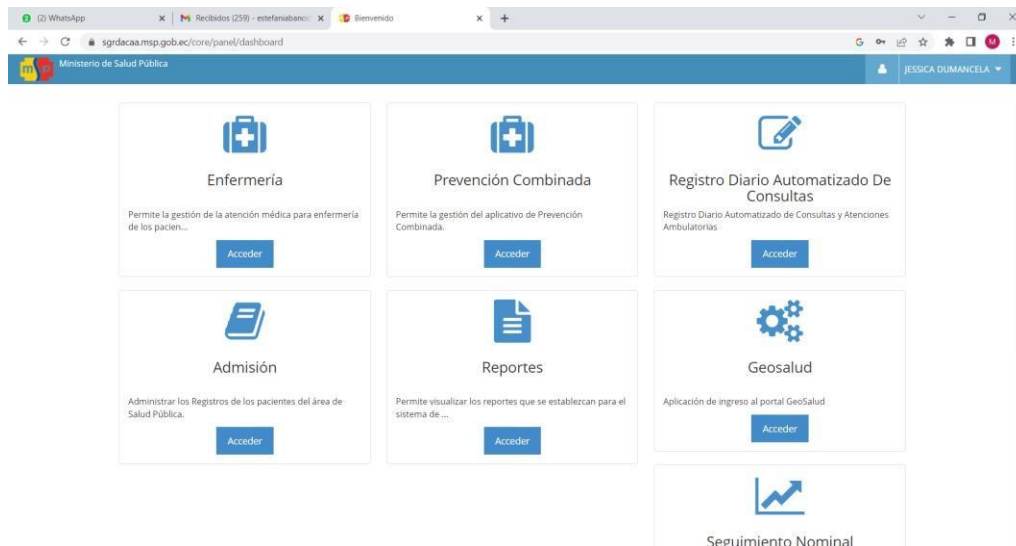 (2) WhatsApp
Recibidos (259) - estefaniabanos
Bienvenido
sgrdacaa.msp.gob.ec/core/panel/dashboard
msp
Ministerio de Salud Pública
JESSICA DUMANCELA
Enfermería
Permite la gestión de la atención médica para enfermería
de los pacien...
Acceder
Prevención Combinada
Permite la gestión del aplicativo de Prevención
Combinada.
Acceder
Registro Diario Automatizado De
Consultas
Registro Diario Automatizado de Consultas y Atenciones
Ambulatorias
Acceder
Admisión
Administrar los Registros de los pacientes del área de
Salud Pública.
Acceder
Reportes
Permite visualizar los reportes que se establezcan para el
sistema de ...
Acceder
Geosalud
Aplicación de ingreso al portal GeoSalud
Acceder
Seguimiento Nominal